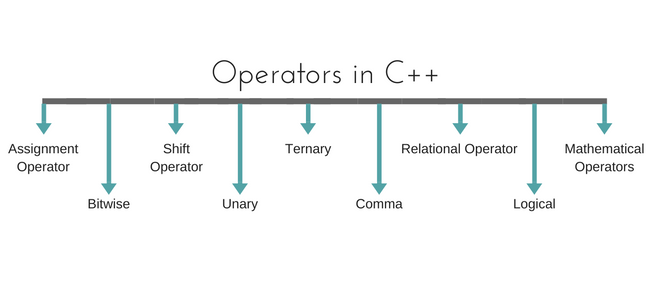 Operators in C++
Assignment
Operator
Bitwise
Shift
Operator
Unary
Ternary
Comma
Relational Operator
Logical
Mathematical
Operators